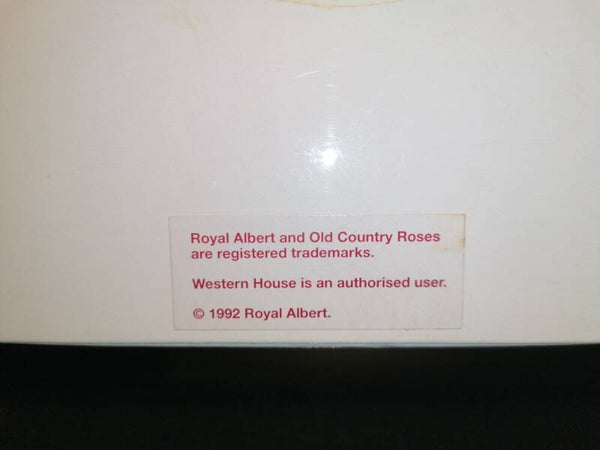 Royal Albert and Old Country Roses
are registered trademarks.
Western House is an authorised user.
© 1992 Royal Albert.